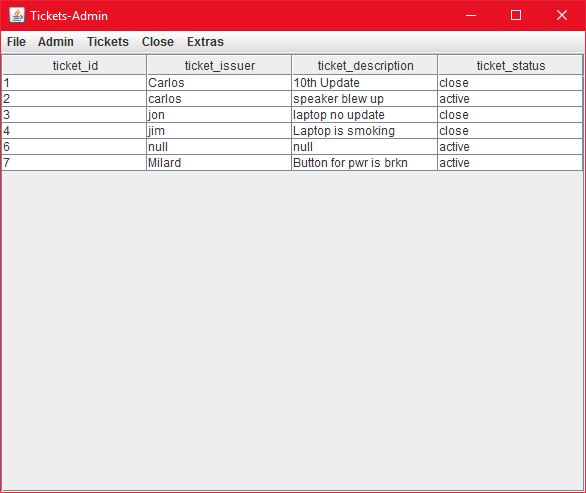 Tickets-Admin
File Admin Tickets Close Extras
ticket_id ticket_issuer ticket_description ticket_status
1 Carlos 10th Update close
2 carlos speaker blew up active
3 jon laptop no update close
4 jim Laptop is smoking close
6 null null active
7 Milard Button for pwr is brkn active